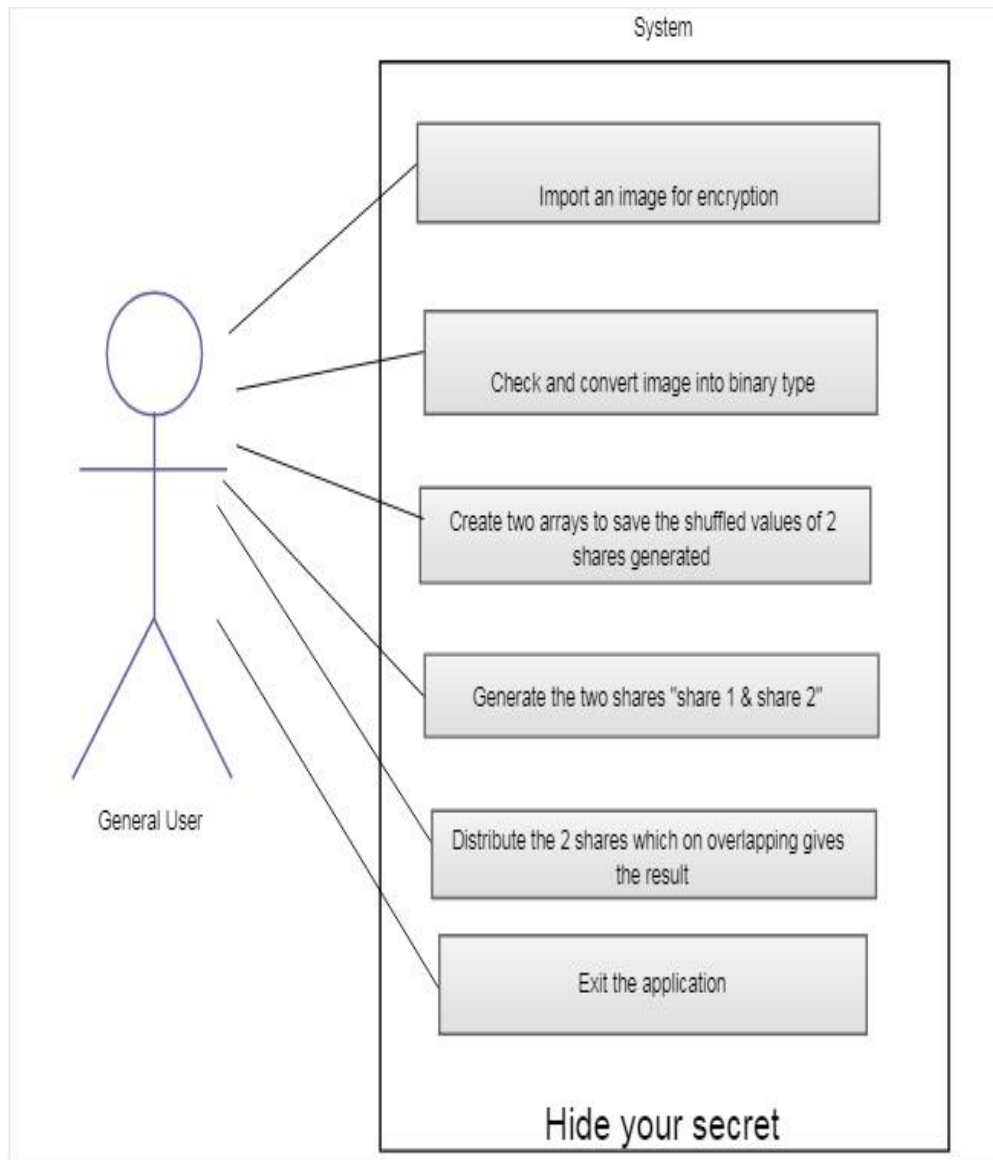 System
Import an image for encryption
Check and convert image into binary type
Create two arrays to save the shuffled values of 2
shares generated
Generate the two shares "share 1 & share 2"
General User
Distribute the 2 shares which on overlapping gives
the result
Exit the application
Hide your secret